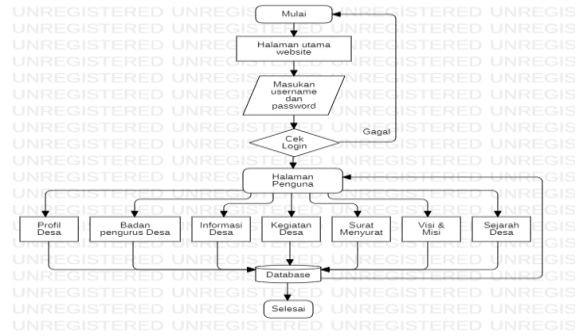 Mulai
Halaman utama
website
Masukan
username
dan
password
Cek
Login
Gagal
Halaman
Penguna
Profil
Desa
Badan
pengurus Desa
Informasi
Desa
Kegiatan
Desa
Surat
Menyurat
Visi &
Misi
Sejarah
Desa
Database
Selesai
UNREGISTERED